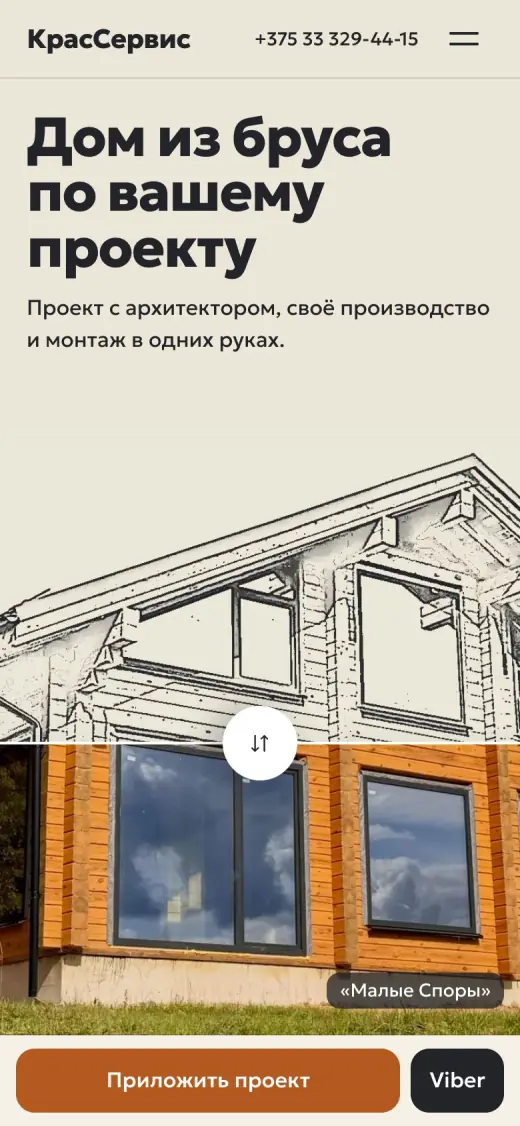 КрасСервис
+375 33 329-44-15
Дом из бруса
по вашему
проекту
Проект с архитектором, своё производство
и монтаж в одних руках.
«Малые Споры»
Приложить проект
Viber